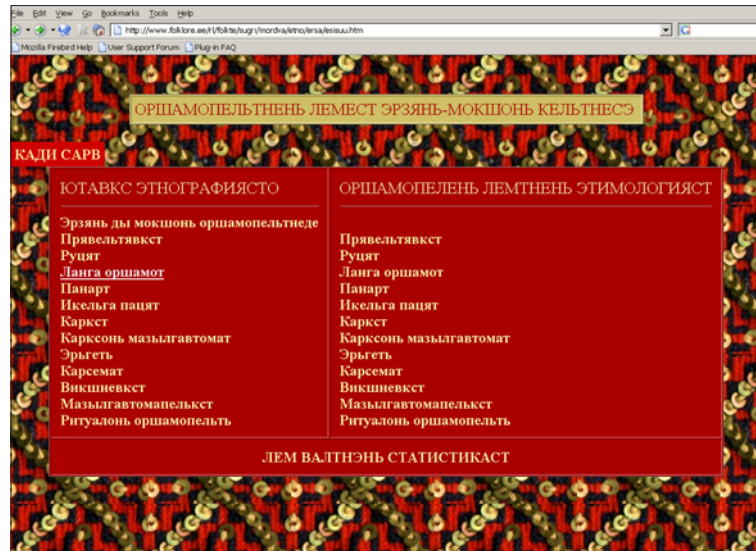 File Edit View Go Bookmarks Tools Help
http://www.folklore.ee/rl/folkte/sugri/mordva/etno/ersa/esisuu.htm
Mozilla Firebird Help User Support Forum Plug-in FAQ
ОРШАМОПЕЛЬТНЕНЬ ЛЕМЕСТ ЭРЗЯНЬ-МОКШОНЬ КЕЛЬТНЕСЭ
КАДИ САРВ
ЮТАВКС ЭТНОГРАФИЯСТО
Эрзянь ды мокшонь оршамопельтнеде
Прявельтявкст
Руцят
Ланга оршамот
Панарт
Икельга пацят
Каркст
Карксонь мазылгавтомат
Эрьгеть
Карсемат
Викшневкст
Мазылгавтомапелькст
Ритуалонь оршамопельть
ОРШАМОПЕЛЕНЬ ЛЕМТНЕНЬ ЭТИМОЛОГИЯСТ
Прявельтявкст
Руцят
Ланга оршамот
Панарт
Икельга пацят
Каркст
Карксонь мазылгавтомат
Эрьгеть
Карсемат
Викшневкст
Мазылгавтомапелькст
Ритуалонь оршамопельть
ЛЕМ ВАЛТНЭНЬ СТАТИСТИКАСТ